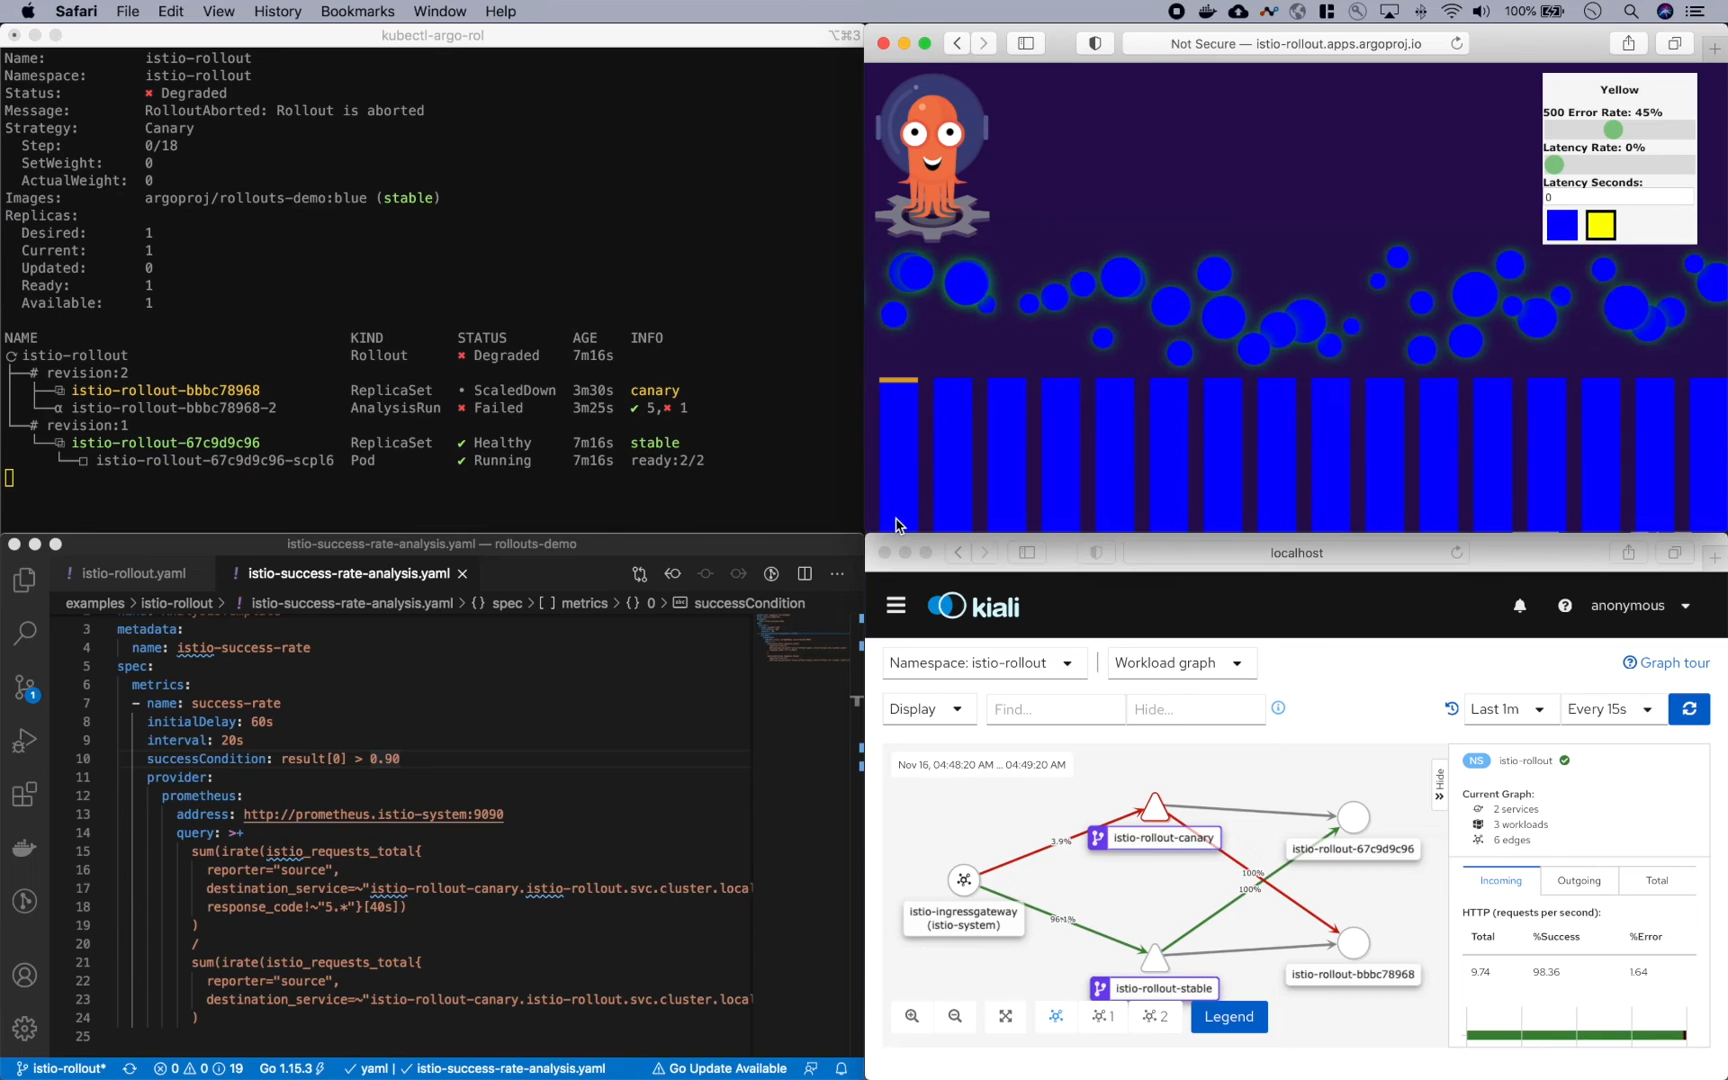 Safari File Edit View History Bookmarks Window Help 100%
kubectl-argo-rol ⌥⌘3
Name: istio-rollout
Namespace: istio-rollout
Status: ✖ Degraded
Message: RolloutAborted: Rollout is aborted
Strategy: Canary
Step: 0/18
SetWeight: 0
ActualWeight: 0
Images: argoproj/rollouts-demo:blue (stable)
Replicas:
Desired: 1
Current: 1
Updated: 0
Ready: 1
Available: 1
NAME KIND STATUS AGE INFO
istio-rollout Rollout ✖ Degraded 7m16s
# revision:2
istio-rollout-bbbc78968 ReplicaSet • ScaledDown 3m30s canary
α istio-rollout-bbbc78968-2 AnalysisRun ✖ Failed 3m25s ✔ 5,✖ 1
# revision:1
istio-rollout-67c9d9c96 ReplicaSet ✔ Healthy 7m16s stable
istio-rollout-67c9d9c96-scpl6 Pod ✔ Running 7m16s ready:2/2
Not Secure — istio-rollout.apps.argoproj.io
Yellow
500 Error Rate: 45%
Latency Rate: 0%
Latency Seconds:
0
istio-success-rate-analysis.yaml — rollouts-demo
! istio-rollout.yaml ! istio-success-rate-analysis.yaml
examples > istio-rollout > ! istio-success-rate-analysis.yaml > {} spec > [ ] metrics > {} 0 > successCondition
3 metadata:
4 name: istio-success-rate
5 spec:
6 metrics:
7 - name: success-rate
8 initialDelay: 60s
9 interval: 20s
10 successCondition: result[0] > 0.90
11 provider:
12 prometheus:
13 address: http://prometheus.istio-system:9090
14 query: >+
15 sum(irate(istio_requests_total{
16 reporter="source",
17 destination_service=~"istio-rollout-canary.istio-rollout.svc.cluster.loca
18 response_code!~"5.*"}[40s])
19 )
20 /
21 sum(irate(istio_requests_total{
22 reporter="source",
23 destination_service=~"istio-rollout-canary.istio-rollout.svc.cluster.loca
24 )
25
1
istio-rollout* 0 0 19 Go 1.15.3 ✓ yaml | ✓ istio-success-rate-analysis.yaml Go Update Available
localhost
kiali anonymous
Namespace: istio-rollout Workload graph Graph tour
Display Find... Hide... Last 1m Every 15s
Nov 16, 04:48:20 AM ... 04:49:20 AM
istio-rollout-canary
istio-rollout-67c9d9c96
3.9%
100%
100%
istio-ingressgateway
(istio-system)
96.1%
istio-rollout-bbbc78968
istio-rollout-stable
1 2 Legend
Hide
NS istio-rollout
Current Graph:
2 services
3 workloads
6 edges
Incoming Outgoing Total
HTTP (requests per second):
Total %Success %Error
9.74 98.36 1.64